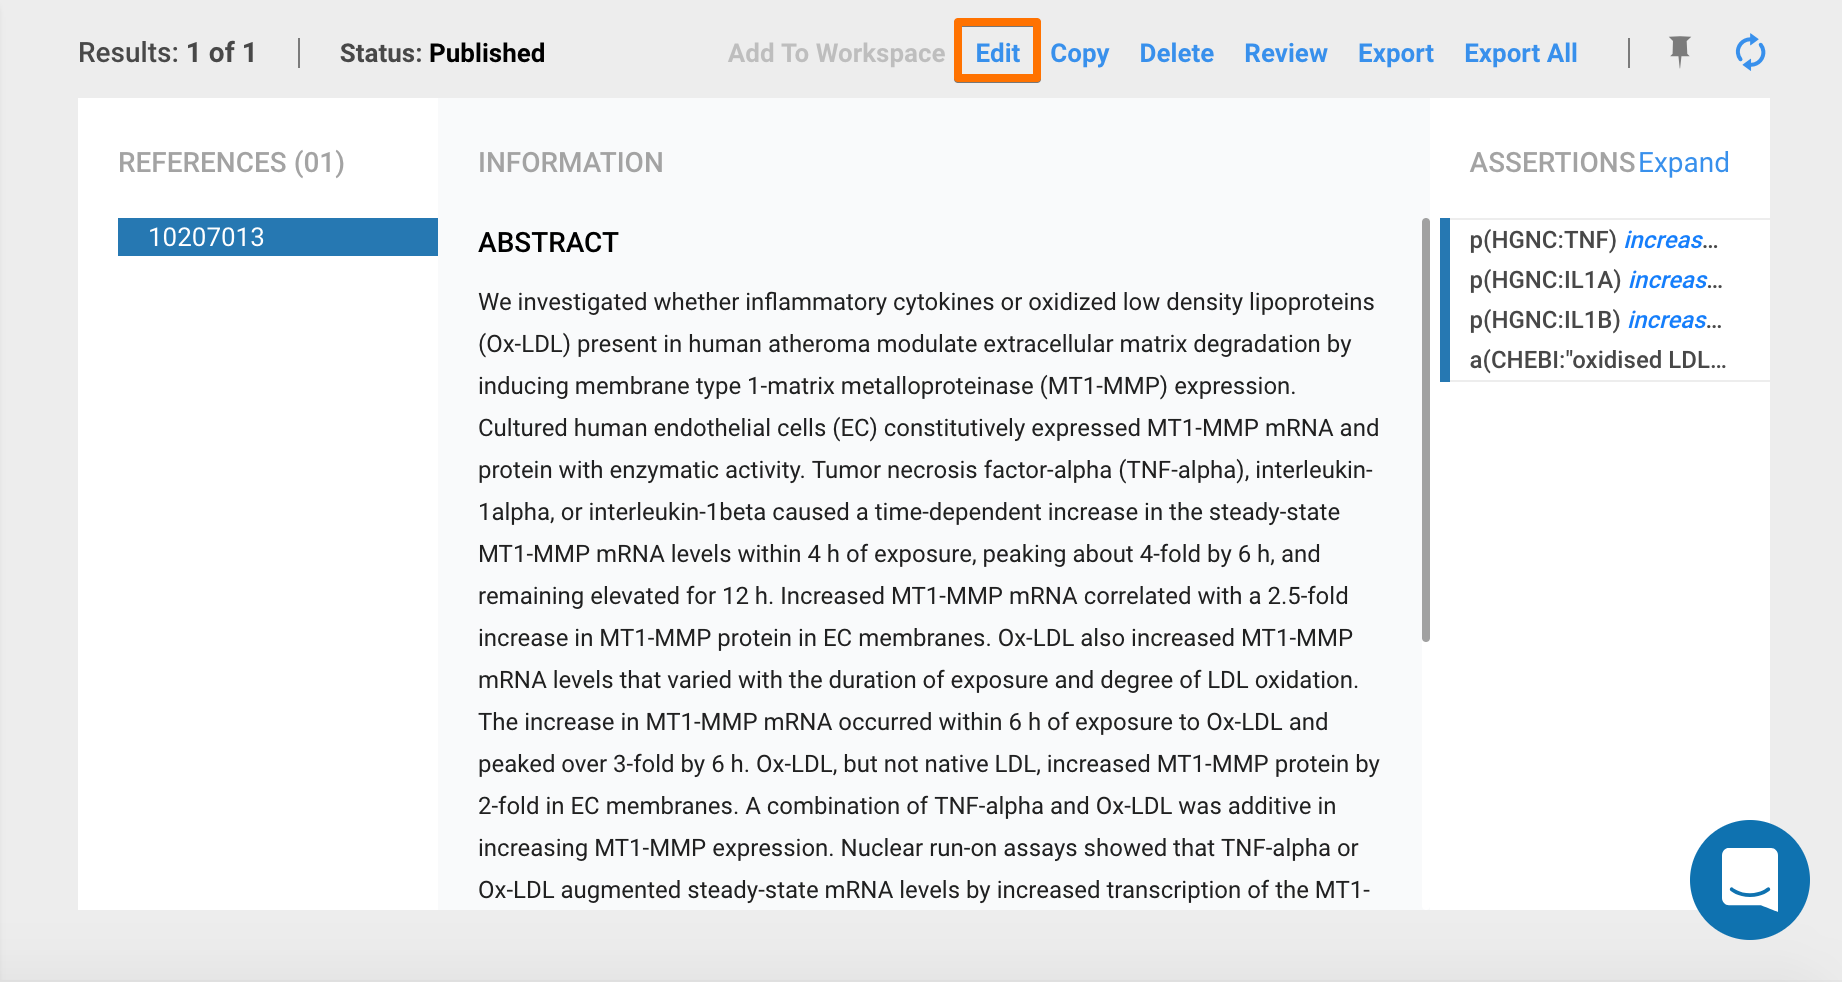 Results: 1 of 1 | Status: Published Add To Workspace Edit Copy Delete Review Export Export All |
REFERENCES (01)
10207013
INFORMATION
ABSTRACT
We investigated whether inflammatory cytokines or oxidized low density lipoproteins
(Ox-LDL) present in human atheroma modulate extracellular matrix degradation by
inducing membrane type 1-matrix metalloproteinase (MT1-MMP) expression.
Cultured human endothelial cells (EC) constitutively expressed MT1-MMP mRNA and
protein with enzymatic activity. Tumor necrosis factor-alpha (TNF-alpha), interleukin-
1alpha, or interleukin-1beta caused a time-dependent increase in the steady-state
MT1-MMP mRNA levels within 4 h of exposure, peaking about 4-fold by 6 h, and
remaining elevated for 12 h. Increased MT1-MMP mRNA correlated with a 2.5-fold
increase in MT1-MMP protein in EC membranes. Ox-LDL also increased MT1-MMP
mRNA levels that varied with the duration of exposure and degree of LDL oxidation.
The increase in MT1-MMP mRNA occurred within 6 h of exposure to Ox-LDL and
peaked over 3-fold by 6 h. Ox-LDL, but not native LDL, increased MT1-MMP protein by
2-fold in EC membranes. A combination of TNF-alpha and Ox-LDL was additive in
increasing MT1-MMP expression. Nuclear run-on assays showed that TNF-alpha or
Ox-LDL augmented steady-state mRNA levels by increased transcription of the MT1-
ASSERTIONS Expand
p(HGNC:TNF) increas...
p(HGNC:IL1A) increas...
p(HGNC:IL1B) increas...
a(CHEBI:"oxidised LDL...